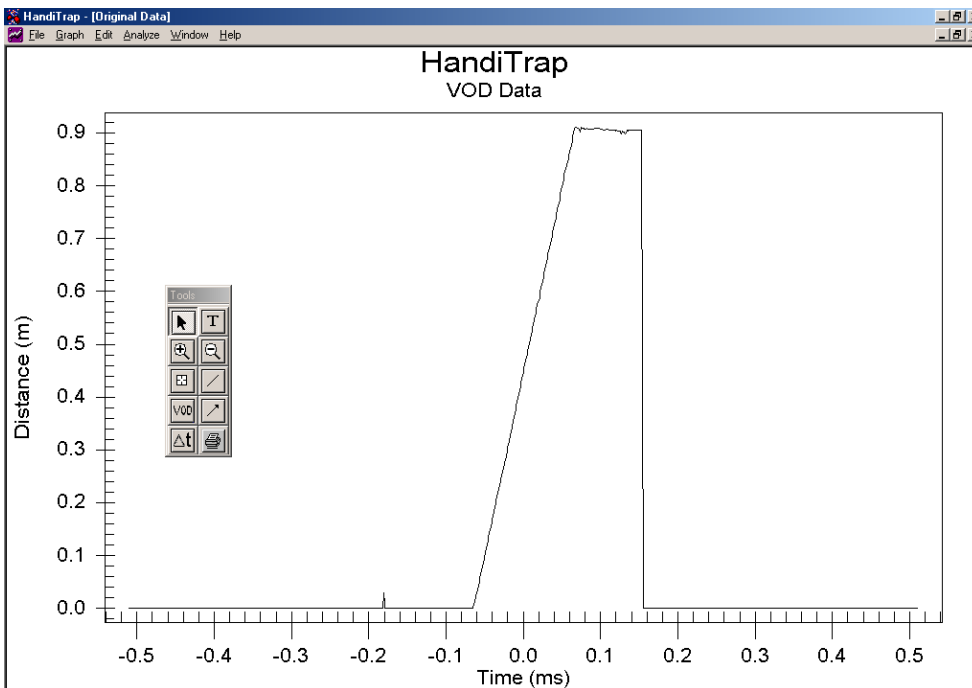 HandiTrap - [Original Data]
File Graph Edit Analyze Window Help
HandiTrap
VOD Data
0.9
0.8
0.7
0.6
0.5
0.4
0.3
0.2
0.1
0.0
Distance (m)
Tools
T
VOD
Δt
-0.5 -0.4 -0.3 -0.2 -0.1 0.0 0.1 0.2 0.3 0.4 0.5
Time (ms)